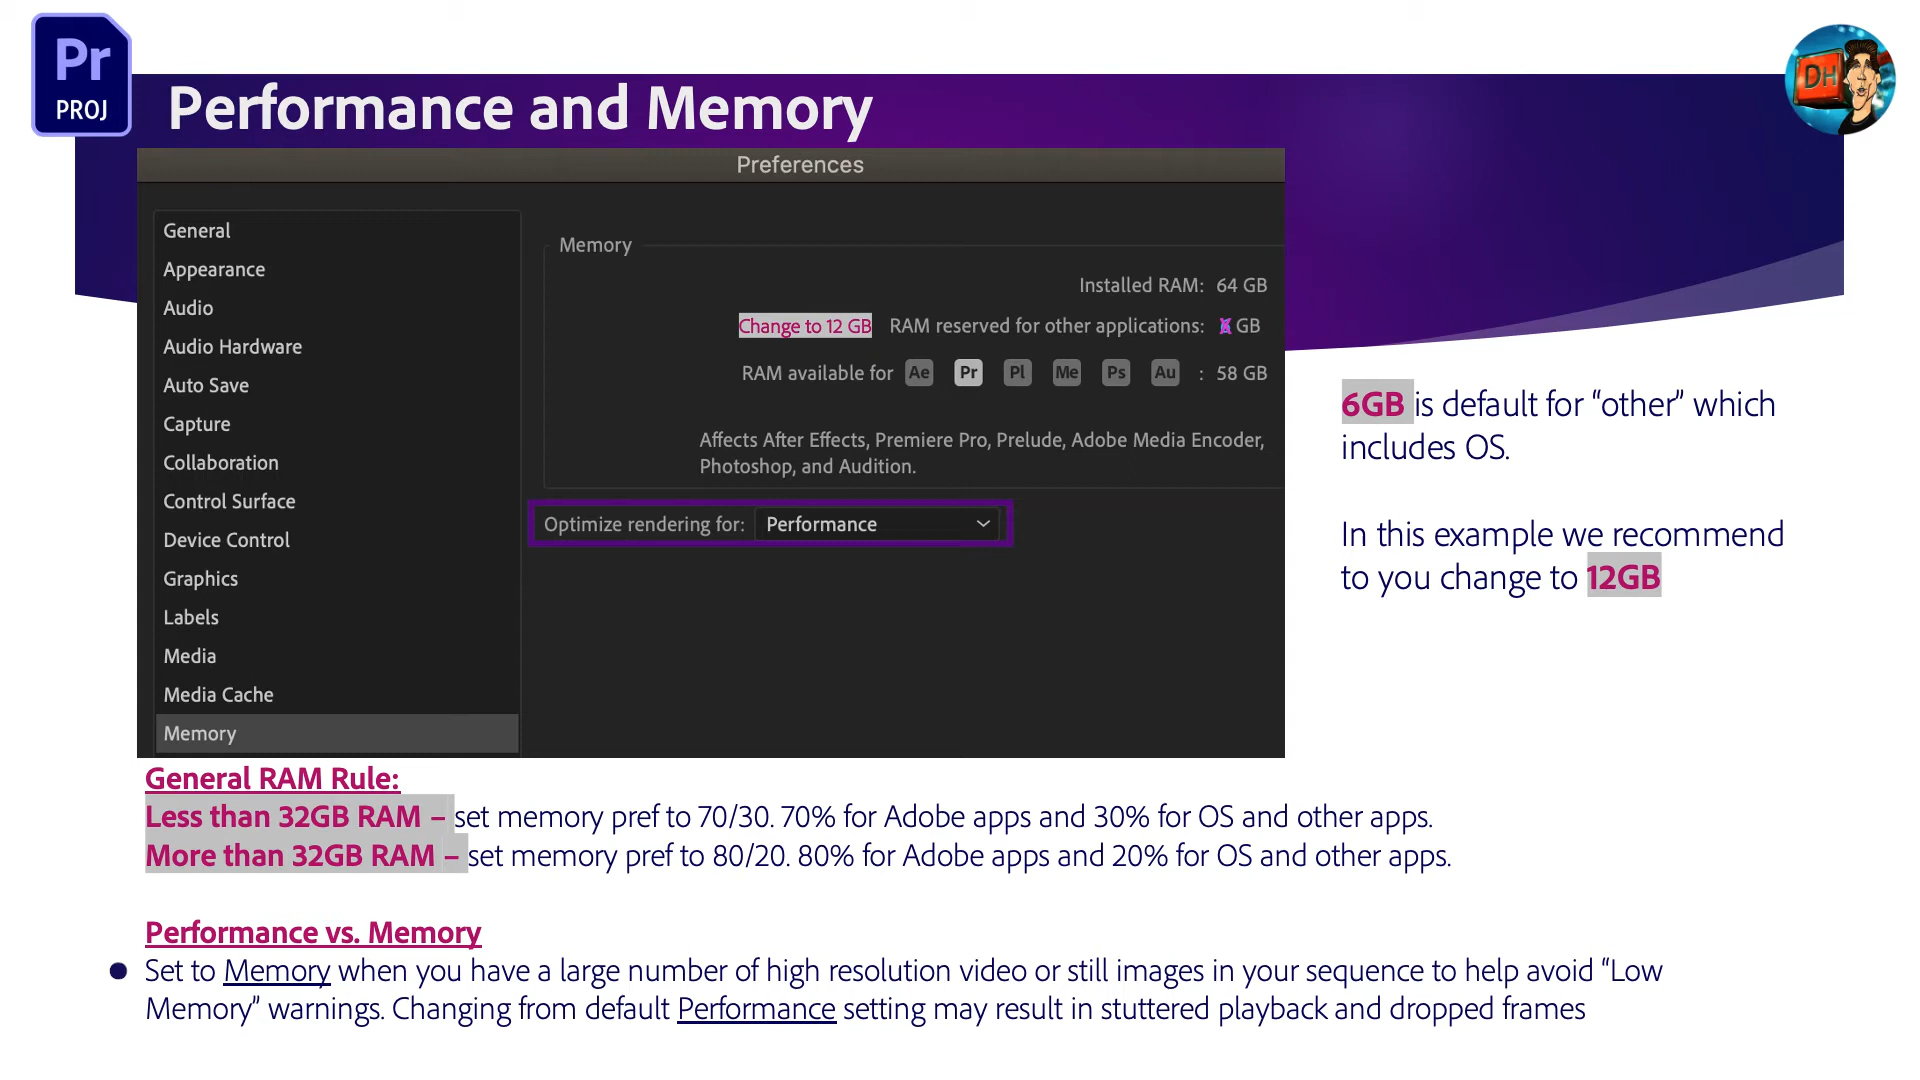 Pr
PROJ
Performance and Memory
DH
Preferences
General
Appearance
Audio
Audio Hardware
Auto Save
Capture
Collaboration
Control Surface
Device Control
Graphics
Labels
Media
Media Cache
Memory
Memory
Installed RAM: 64 GB
Change to 12 GB RAM reserved for other applications: GB
RAM available for Ae Pr Pl Me Ps Au : 58 GB
Affects After Effects, Premiere Pro, Prelude, Adobe Media Encoder,
Photoshop, and Audition.
Optimize rendering for: Performance
6GB is default for “other” which
includes OS.
In this example we recommend
to you change to 12GB
General RAM Rule:
Less than 32GB RAM – set memory pref to 70/30. 70% for Adobe apps and 30% for OS and other apps.
More than 32GB RAM – set memory pref to 80/20. 80% for Adobe apps and 20% for OS and other apps.
Performance vs. Memory
● Set to Memory when you have a large number of high resolution video or still images in your sequence to help avoid “Low
Memory” warnings. Changing from default Performance setting may result in stuttered playback and dropped frames